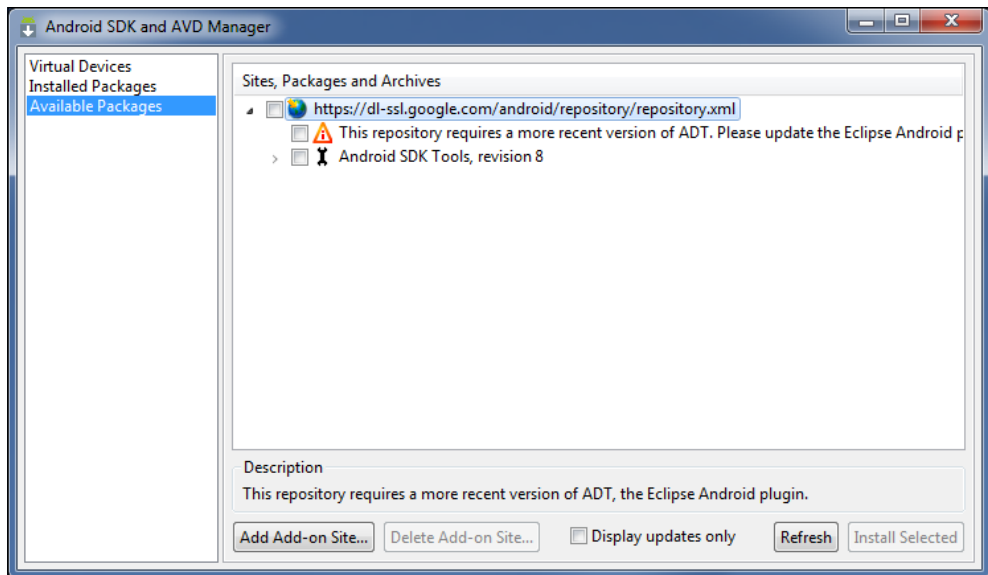 Android SDK and AVD Manager
Virtual Devices
Installed Packages
Available Packages
Sites, Packages and Archives
https://dl-ssl.google.com/android/repository/repository.xml
This repository requires a more recent version of ADT. Please update the Eclipse Android p
Android SDK Tools, revision 8
Description
This repository requires a more recent version of ADT, the Eclipse Android plugin.
Add Add-on Site... Delete Add-on Site... Display updates only Refresh Install Selected